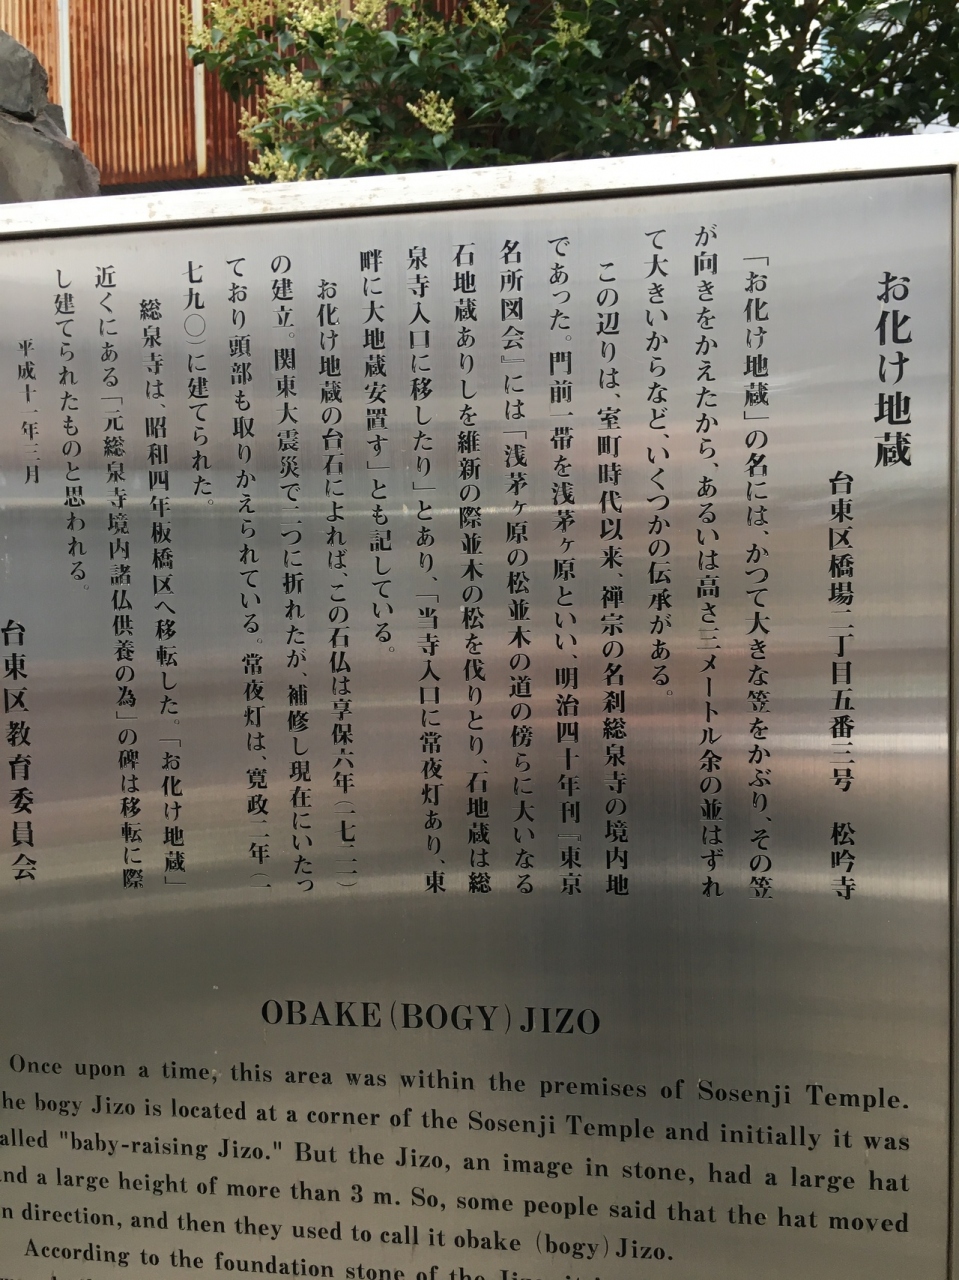 お化け地蔵
台東区橋場二丁目五番三号　松吟寺
「お化け地蔵」の名には、かつて大きな笠をかぶり、その笠
が向きをかえたから、あるいは高さ三メートル余の並はずれ
て大きいからなど、いくつかの伝承がある。
この辺りは、室町時代以来、禅宗の名刹総泉寺の境内地
であった。門前一帯を浅茅ヶ原といい、明治四十年刊『東京
名所図会』には「浅茅ヶ原の松並木の道の傍らに大いなる
石地蔵ありしを維新の際並木の松を伐りとり、石地蔵は総
泉寺入口に移したり」とあり、「当寺入口に常夜灯あり、東
畔に大地蔵安置す」とも記している。
お化け地蔵の台石によれば、この石仏は享保六年（一七二一）
の建立。関東大震災で二つに折れたが、補修し現在にいたっ
ており頭部も取りかえられている。常夜灯は、寛政二年（一
七九〇）に建てられた。
総泉寺は、昭和四年板橋区へ移転した。「お化け地蔵」
近くにある「元総泉寺境内諸仏供養の為」の碑は移転に際
し建てられたものと思われる。
平成十一年三月
台東区教育委員会
OBAKE (BOGY) JIZO
Once upon a time, this area was within the premises of Sosenji Temple.
he bogy Jizo is located at a corner of the Sosenji Temple and initially it was
alled "baby-raising Jizo." But the Jizo, an image in stone, had a large hat
nd a large height of more than 3 m. So, some people said that the hat moved
n direction, and then they used to call it obake (bogy) Jizo.
According to the foundation stone of the Jizo,